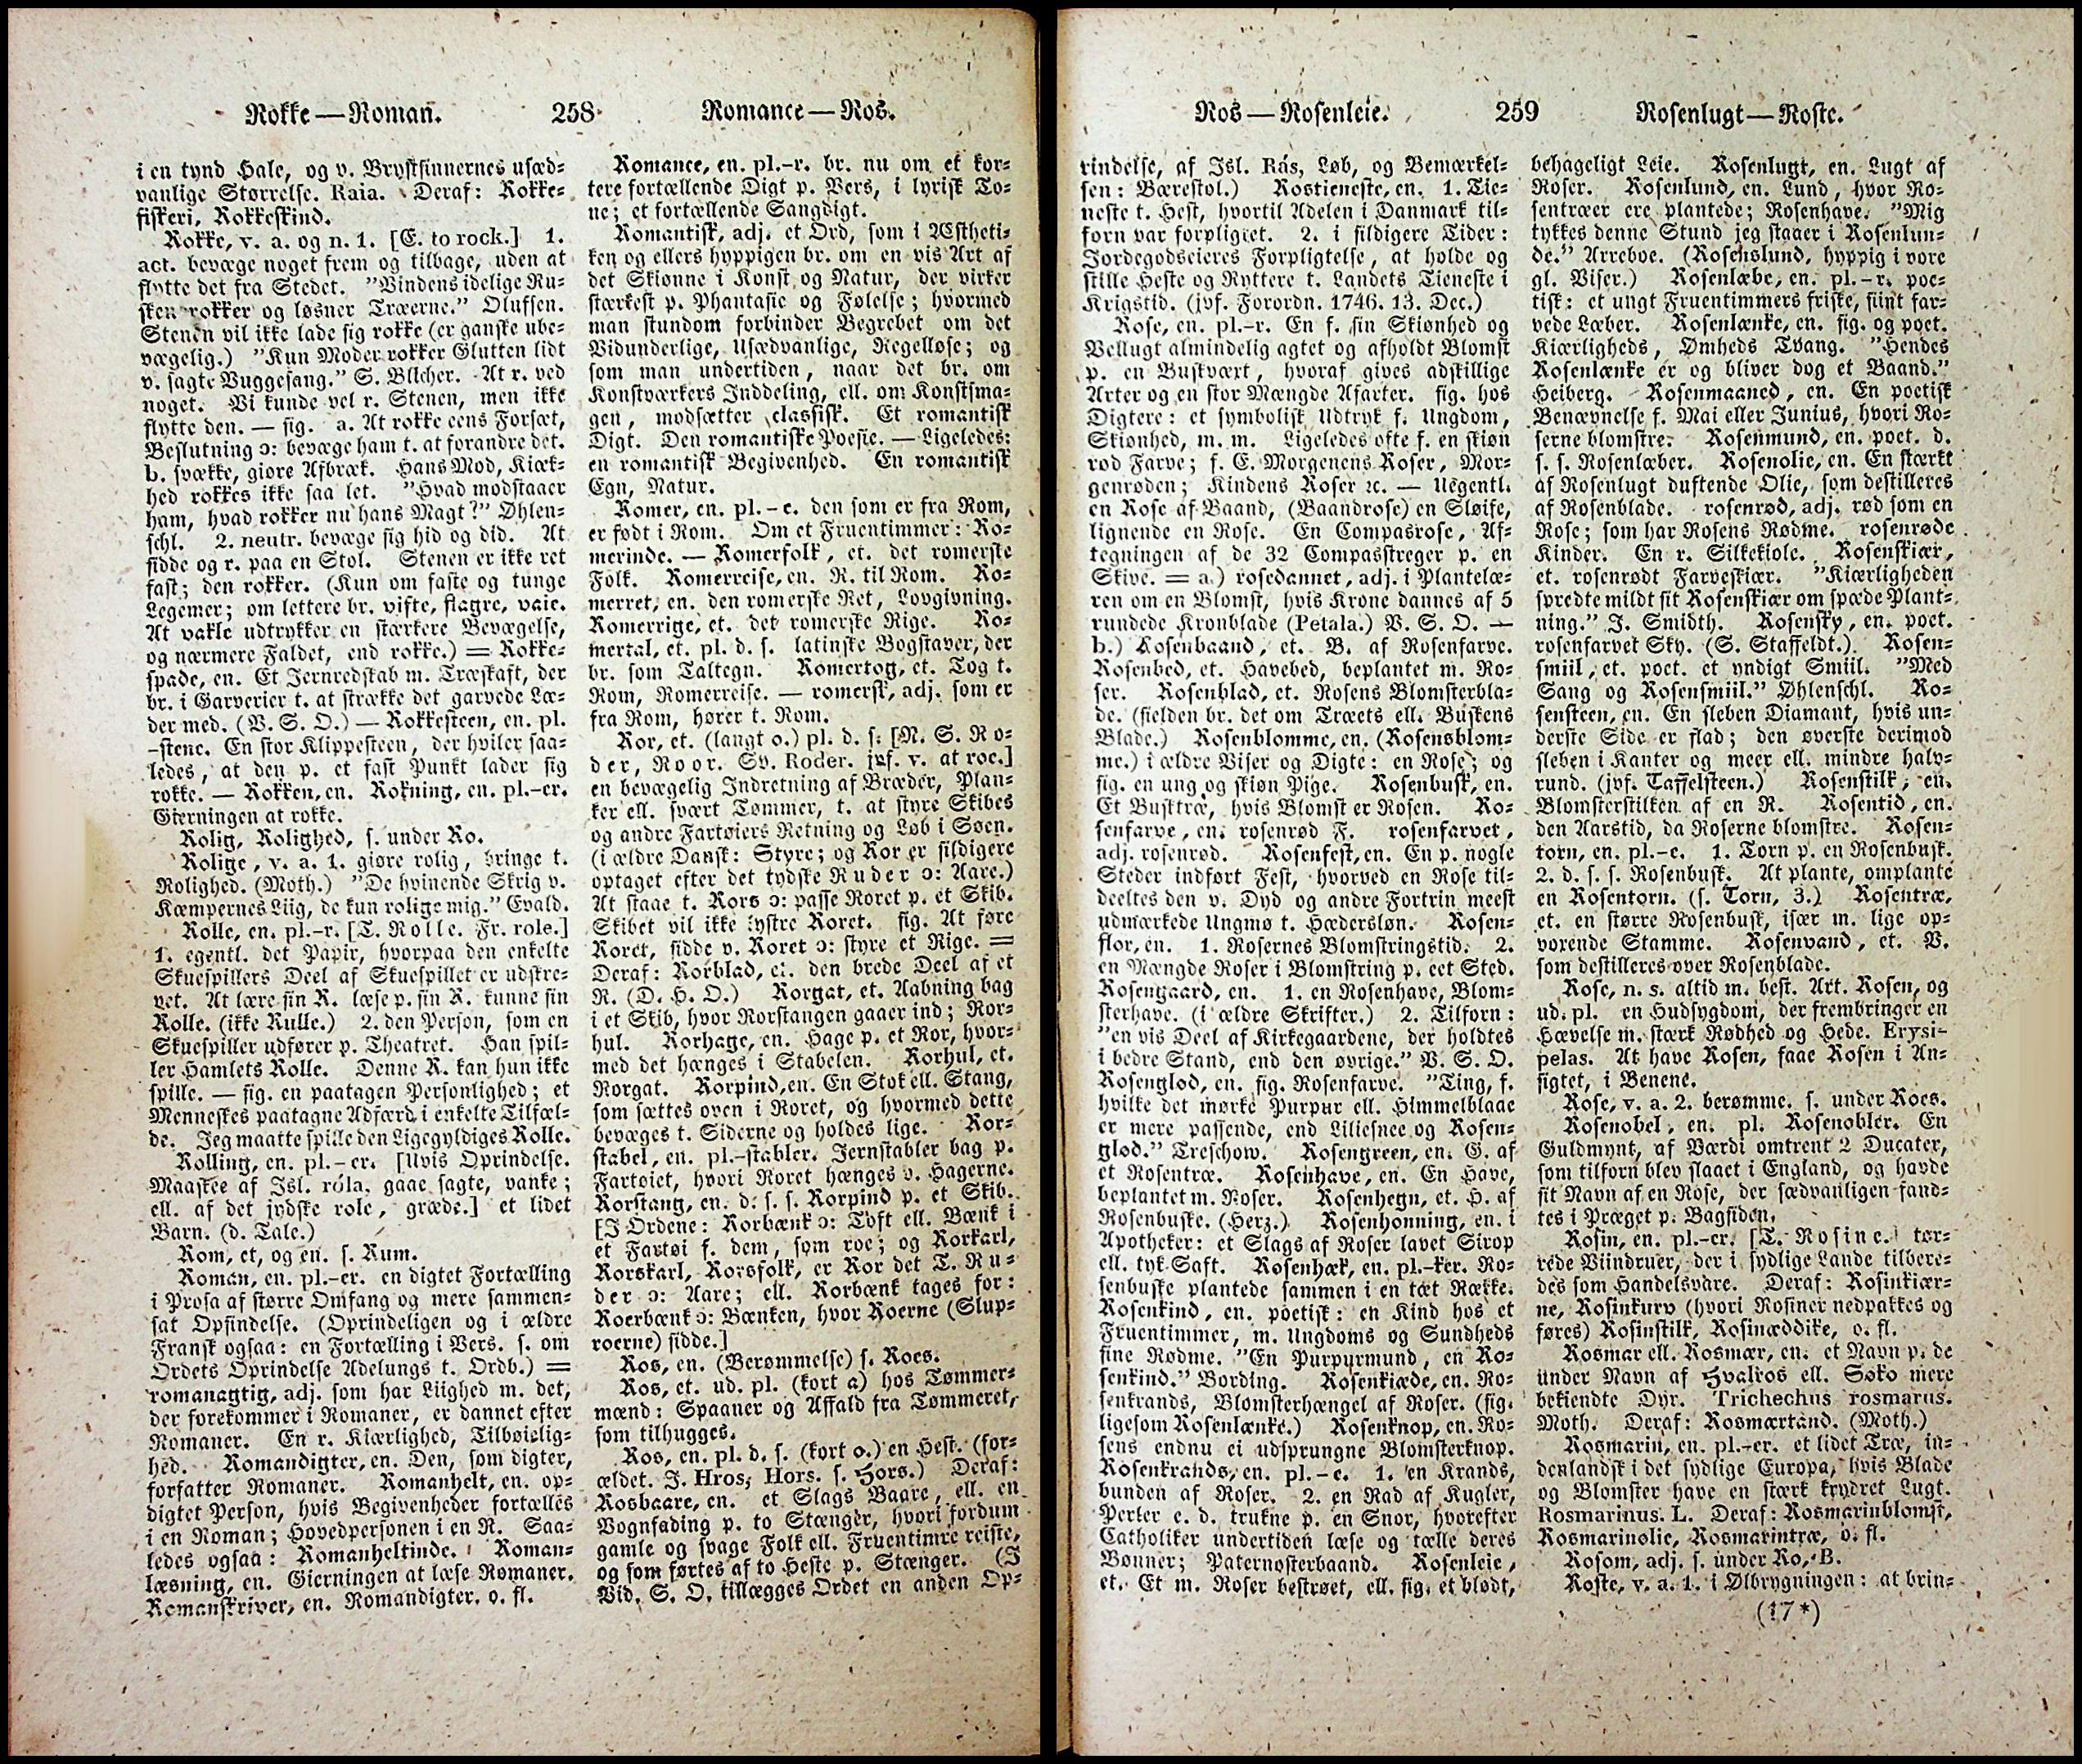 Rokke — Roman.
258
Romance — Ros.
i en tynd Hale, og v. Brystfinnernes usæd-
vanlige Størrelse. Raia. Deraf: Rokke-
fiskeri, Rokkeskind.
Rokke, v. a. og n. 1. [E. to rock.] 1.
act. bevæge noget frem og tilbage, uden at
flytte det fra Stedet. "Vindens idelige Ru-
sken rokker og løsner Træerne." Olufsen.
Stenen vil ikke lade sig rokke (er ganske ube-
vægelig.) "Kun Moder rokker Glutten lidt
v. sagte Vuggesang." S. Blicher. At r. ved
noget. Vi kunde vel r. Stenen, men ikke
flytte den. — fig. a. At rokke eens Forsæt,
Beslutning ɔ: bevæge ham t. at forandre det.
b. svække, giøre Afbræk. Hans Mod, Kiæk-
hed rokkes ikke saa let. "Hvad modstaaer
ham, hvad rokker nu hans Magt?" Øhlen-
schl. 2. neutr. bevæge sig hid og did. At
sidde og r. paa en Stol. Stenen er ikke ret
fast; den rokker. (Kun om faste og tunge
Legemer; om lettere br. vifte, flagre, vaie.
At vakle udtrykker en stærkere Bevægelse,
og nærmere Faldet, end rokke.) = Rokke-
spade, en. Et Jernredskab m. Træskaft, der
br. i Garverier t. at strække det garvede Læ-
der med. (V. S. O.) — Rokkesteen, en. pl.
-stene. En stor Klippesteen, der hviler saa-
ledes, at den p. et fast Punkt lader sig
rokke. — Rokken, en. Rokning, en. pl.-er.
Gierningen at rokke.
Rolig, Rolighed, s. under Ro.
Rolige, v. a. 1. giøre rolig, bringe t.
Rolighed. (Moth.) "De hvinende Skrig v.
Kæmpernes Liig, de kun rolige mig." Evald.
Rolle, en. pl.-r. [T. Rolle. Fr. role.]
1. egentl. det Papir, hvorpaa den enkelte
Skuespillers Deel af Skuespillet er udskre-
vet. At lære sin R. læse p. sin R. kunne sin
Rolle. (ikke Rulle.) 2. den Person, som en
Skuespiller udfører p. Theatret. Han spil-
ler Hamlets Rolle. Denne R. kan hun ikke
spille. — fig. en paatagen Personlighed; et
Menneskes paatagne Adfærd i enkelte Tilfæl-
de. Jeg maatte spille den Ligegyldiges Rolle.
Rolling, en. pl.-er. [Uvis Oprindelse.
Maaskee af Isl. róla, gaae sagte, vanke;
ell. af det jydske role, græde.] et lidet
Barn. (d. Tale.)
Rom, et, og en. s. Rum.
Roman, en. pl.-er. en digtet Fortælling
i Prosa af større Omfang og mere sammen-
sat Opfindelse. (Oprindeligen og i ældre
Fransk ogsaa: en Fortælling i Vers. s. om
Ordets Oprindelse Adelungs t. Ordb.) =
romanagtig, adj. som har Liighed m. det,
der forekommer i Romaner, er dannet efter
Romaner. En r. Kiærlighed, Tilbøielig-
hed. Romandigter, en. Den, som digter,
forfatter Romaner. Romanhelt, en. op-
digtet Person, hvis Begivenheder fortælles
i en Roman; Hovedpersonen i en R. Saa-
ledes ogsaa: Romanheltinde. Roman-
læsning, en. Gierningen at læse Romaner.
Romanskriver, en. Romandigter. o. fl.
Romance, en. pl.-r. br. nu om et kor-
tere fortællende Digt p. Vers, i lyrisk To-
ne; et fortællende Sangdigt.
Romantisk, adj. et Ord, som i Æstheti-
ken og ellers hyppigen br. om en vis Art af
det Skiønne i Konst og Natur, der virker
stærkest p. Phantasie og Følelse; hvormed
man stundom forbinder Begrebet om det
Vidunderlige, Usædvanlige, Regelløse; og
som man undertiden, naar det br. om
Konstværkers Inddeling, ell. om Konstsma-
gen, modsætter classisk. Et romantisk
Digt. Den romantiske Poesie. — Ligeledes:
en romantisk Begivenhed. En romantisk
Egn, Natur.
Romer, en. pl.-e. den som er fra Rom,
er født i Rom. Om et Fruentimmer: Ro-
merinde. — Romerfolk, et. det romerske
Folk. Romerreise, en. R. til Rom. Ro-
merret, en. den romerske Ret, Lovgivning.
Romerrige, et. det romerske Rige. Ro-
mertal, et. pl. d. s. latinske Bogstaver, der
br. som Taltegn. Romertog, et. Tog t.
Rom, Romerreise. — romersk, adj. som er
fra Rom, hører t. Rom.
Ror, et. (langt o.) pl. d. s. [N. S. Ro-
der, Roor. Sv. Roder. jvf. v. at roe.]
en bevægelig Indretning af Bræder, Plan-
ker ell. svært Tømmer, t. at styre Skibes
og andre Fartøiers Retning og Løb i Søen.
(i ældre Dansk: Styre; og Ror er sildigere
optaget efter det tydske Ruder ɔ: Aare.)
At staae t. Rors ɔ: passe Roret p. et Skib.
Skibet vil ikke lystre Roret. fig. At føre
Roret, sidde v. Roret ɔ: styre et Rige. =
Deraf: Rorblad, et. den brede Deel af et
R. (D. H. O.) Rorgat, et. Aabning bag
i et Skib, hvor Rorstangen gaaer ind; Ror-
hul. Rorhage, en. Hage p. et Ror, hvor-
med det hænges i Stabelen. Rorhul, et.
Rorgat. Rorpind, en. En Stok ell. Stang,
som sættes oven i Roret, og hvormed dette
bevæges t. Siderne og holdes lige. Ror-
stabel, en. pl.-stabler. Jernstabler bag p.
Fartøiet, hvori Roret hænges v. Hagerne.
Rorstang, en. d. s. s. Rorpind p. et Skib.
[I Ordene: Rorbænk ɔ: Toft ell. Bænk i
et Fartøi f. dem, som roe; og Rorkarl,
Rorskarl, Rorsfolk, er Ror det T. Ru-
der ɔ: Aare; ell. Rorbænk tages for:
Roerbænk ɔ: Bænken, hvor Roerne (Slup-
roerne) sidde.]
Ros, en. (Berømmelse) s. Roes.
Ros, et. ud. pl. (kort a) hos Tømmer-
mænd: Spaaner og Affald fra Tømmeret,
som tilhugges.
Ros, en. pl. d. s. (kort o.) en Hest. (for-
ældet. J. Hros, Hors. s. Hors.) Deraf:
Rosbaare, en. et Slags Baare, ell. en
Vognfading p. to Stænger, hvori fordum
gamle og svage Folk ell. Fruentimre reiste,
og som førtes af to Heste p. Stænger. (I
Vid. S. O. tillægges Ordet en anden Op-
Ros — Rosenleie.
259
Rosenlugt — Roste.
rindelse, af Isl. Rás, Løb, og Bemærkel-
sen: Bærestol.) Rostieneste, en. 1. Tie-
neste t. Hest, hvortil Adelen i Danmark til-
forn var forpligtet. 2. i sildigere Tider:
Jordegodseieres Forpligtelse, at holde og
stille Heste og Ryttere t. Landets Tieneste i
Krigstid. (jvf. Forordn. 1746. 13. Dec.)
Rose, en. pl.-r. En f. sin Skiønhed og
Vellugt almindelig agtet og afholdt Blomst
p. en Buskvæxt, hvoraf gives adskillige
Arter og en stor Mængde Afarter. fig. hos
Digtere: et symbolisk Udtryk f. Ungdom,
Skiønhed, m. m. Ligeledes ofte f. en skiøn
rød Farve; f. E. Morgenens Roser, Mor-
genrøden; Kindens Roser ꝛc. — Uegentl.
en Rose af Baand, (Baandrose) en Sløife,
lignende en Rose. En Compasrose, Af-
tegningen af de 32 Compasstreger p. en
Skive. = a.) rosedannet, adj. i Plantelæ-
ren om en Blomst, hvis Krone dannes af 5
rundede Kronblade (Petala.) V. S. O. —
b.) Rosenbaand, et. B. af Rosenfarve.
Rosenbed, et. Havebed, beplantet m. Ro-
ser. Rosenblad, et. Rosens Blomsterbla-
de. (sielden br. det om Træets ell. Buskens
Blade.) Rosenblomme, en. (Rosensblom-
me.) i ældre Viser og Digte: en Rose; og
fig. en ung og skiøn Pige. Rosenbusk, en.
Et Busktræ, hvis Blomst er Rosen. Ro-
senfarve, en. rosenrød F. rosenfarvet,
adj. rosenrød. Rosenfest, en. En p. nogle
Steder indført Fest, hvorved en Rose til-
deeltes den v. Dyd og andre Fortrin meest
udmærkede Ungmø t. Hædersløn. Rosen-
flor, en. 1. Rosernes Blomstringstid. 2.
en Mængde Roser i Blomstring p. eet Sted.
Rosengaard, en. 1. en Rosenhave, Blom-
sterhave. (i ældre Skrifter.) 2. Tilforn:
"en vis Deel af Kirkegaardene, der holdtes
i bedre Stand, end den øvrige." V. S. O.
Rosenglød, en. fig. Rosenfarve. "Ting, f.
hvilke det mørke Purpur ell. Himmelblaae
er mere passende, end Liliesnee og Rosen-
glød." Treschow. Rosengreen, en. G. af
et Rosentræ. Rosenhave, en. En Have,
beplantet m. Roser. Rosenhegn, et. H. af
Rosenbuske. (Herz.) Rosenhonning, en. i
Apotheker: et Slags af Roser lavet Sirop
ell. tyk Saft. Rosenhæk, en. pl.-ker. Ro-
senbuske plantede sammen i en tæt Række.
Rosenkind, en. poetisk: en Kind hos et
Fruentimmer, m. Ungdoms og Sundheds
fine Rødme. "En Purpurmund, en Ro-
senkind." Bording. Rosenkiæde, en. Ro-
senkrands, Blomsterhængel af Roser. (fig.
ligesom Rosenlænke.) Rosenknop, en. Ro-
sens endnu ei udsprungne Blomsterknop.
Rosenkrands, en. pl.-e. 1. en Krands,
bunden af Roser. 2. en Rad af Kugler,
Perler e. d. trukne p. en Snor, hvorefter
Catholiker undertiden læse og tælle deres
Bønner; Paternosterbaand. Rosenleie,
et. Et m. Roser bestrøet, ell. fig. et blødt,
behageligt Leie. Rosenlugt, en. Lugt af
Roser. Rosenlund, en. Lund, hvor Ro-
sentræer ere plantede; Rosenhave. "Mig
tykkes denne Stund jeg staaer i Rosenlun-
de." Arreboe. (Rosenslund, hyppig i vore
gl. Viser.) Rosenlæbe, en. pl.-r. poe-
tisk: et ungt Fruentimmers friske, fiint far-
vede Læber. Rosenlænke, en. fig. og poet.
Kiærligheds, Ømheds Tvang. "Hendes
Rosenlænke er og bliver dog et Baand."
Heiberg. Rosenmaaned, en. En poetisk
Benævnelse f. Mai eller Junius, hvori Ro-
serne blomstre. Rosenmund, en. poet. d.
s. s. Rosenlæber. Rosenolie, en. En stærkt
af Rosenlugt duftende Olie, som destilleres
af Rosenblade. rosenrød, adj. rød som en
Rose; som har Rosens Rødme. rosenrøde
Kinder. En r. Silkekiole. Rosenskiær,
et. rosenrødt Farveskiær. "Kiærligheden
spredte mildt sit Rosenskiær om spæde Plant-
ning." J. Smidth. Rosensky, en. poet.
rosenfarvet Sky. (S. Staffeldt.) Rosen-
smiil, et. poet. et yndigt Smiil. "Med
Sang og Rosensmiil." Øhlenschl. Ro-
sensteen, en. En sleben Diamant, hvis un-
derste Side er flad; den øverste derimod
sleben i Kanter og meer ell. mindre halv-
rund. (jvf. Taffelsteen.) Rosenstilk, en.
Blomsterstilken af en R. Rosentid, en.
den Aarstid, da Roserne blomstre. Rosen-
torn, en. pl.-e. 1. Torn p. en Rosenbusk.
2. d. s. s. Rosenbusk. At plante, omplante
en Rosentorn. (s. Torn, 3.) Rosentræ,
et. en større Rosenbusk, især m. lige op-
voxende Stamme. Rosenvand, et. V.
som destilleres over Rosenblade.
Rose, n. s. altid m. best. Art. Rosen, og
ud. pl. en Hudsygdom, der frembringer en
Hævelse m. stærk Rødhed og Hede. Erysi-
pelas. At have Rosen, faae Rosen i An-
sigtet, i Benene.
Rose, v. a. 2. berømme. s. under Roes.
Rosenobel, en. pl. Rosenobler. En
Guldmynt, af Værdi omtrent 2 Ducater,
som tilforn blev slaaet i England, og havde
sit Navn af en Rose, der sædvanligen fand-
tes i Præget p. Bagsiden.
Rosin, en. pl.-er. [T. Rosine.] tør-
rede Viindruer, der i sydlige Lande tilbere-
des som Handelsvare. Deraf: Rosinkiær-
ne, Rosinkurv (hvori Rosiner nedpakkes og
føres) Rosinstilk, Rosinæddike, o. fl.
Rosmar ell. Rosmær, en. et Navn p. de
under Navn af Hvalros ell. Søko mere
bekiendte Dyr. Trichechus rosmarus.
Moth. Deraf: Rosmærtand. (Moth.)
Rosmarin, en. pl.-er. et lidet Træ, in-
denlandsk i det sydlige Europa, hvis Blade
og Blomster have en stærk krydret Lugt.
Rosmarinus. L. Deraf: Rosmarinblomst,
Rosmarinolie, Rosmarintræ, o. fl.
Rosom, adj. s. under Ro, B.
Roste, v. a. 1. i Ølbrygningen: at brin-
(17*)